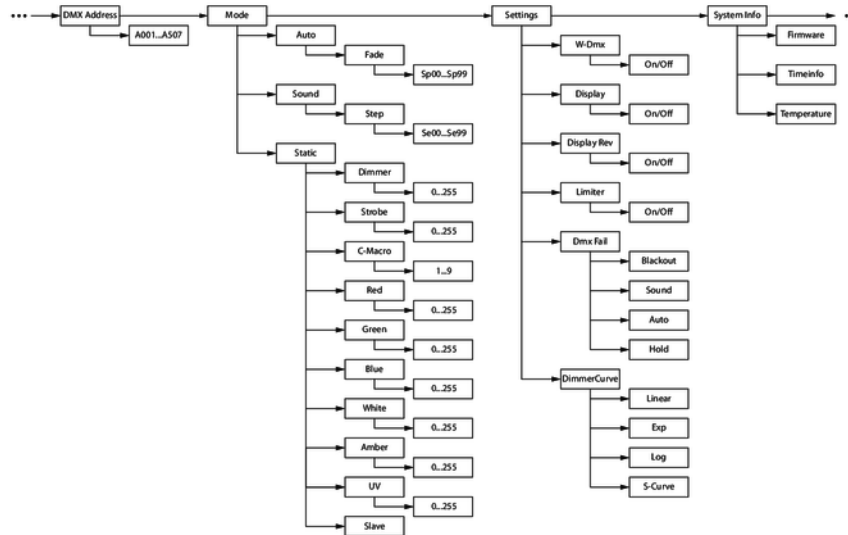 DMX Address
A001...A507
Mode
Auto
Fade
Sp00...Sp99
Sound
Step
Se00...Se99
Static
Dimmer
0...255
Strobe
0...255
C-Macro
1...9
Red
0...255
Green
0...255
Blue
0...255
White
0...255
Amber
0...255
UV
0...255
Slave
Settings
W-Dmx
On/Off
Display
On/Off
Display Rev
On/Off
Limiter
On/Off
Dmx Fail
Blackout
Sound
Auto
Hold
DimmerCurve
Linear
Exp
Log
S-Curve
System Info
Firmware
Timeinfo
Temperature